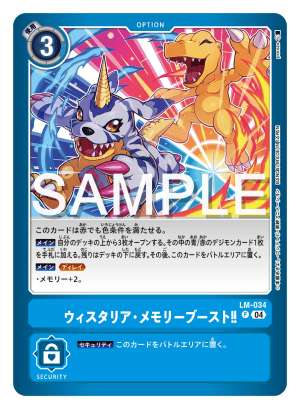 OPTION
3
SAMPLE
このカードは赤でも色条件を満たせる。
メイン 自分のデッキの上から3枚オープンする。その中の青/赤のデジモンカード1枚
を手札に加える。残りはデッキの下に戻す。その後、このカードをバトルエリアに置く。
メイン ディレイ
・メモリー+2。
LM-034
ウィスタリア・メモリーブースト!!
P 04
セキュリティ このカードをバトルエリアに置く。
SECURITY